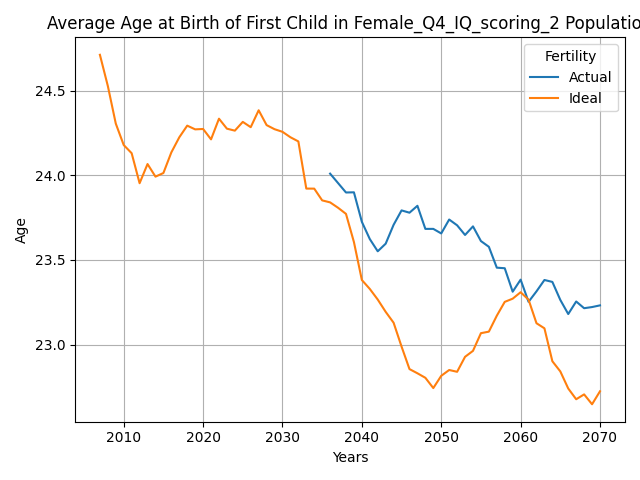 Average Age at Birth of First Child in Female_Q4_IQ_scoring_2 Populatio
Fertility
Actual
Ideal
24.5
24.0
23.5
23.0
Age
2010 2020 2030 2040 2050 2060 2070
Years